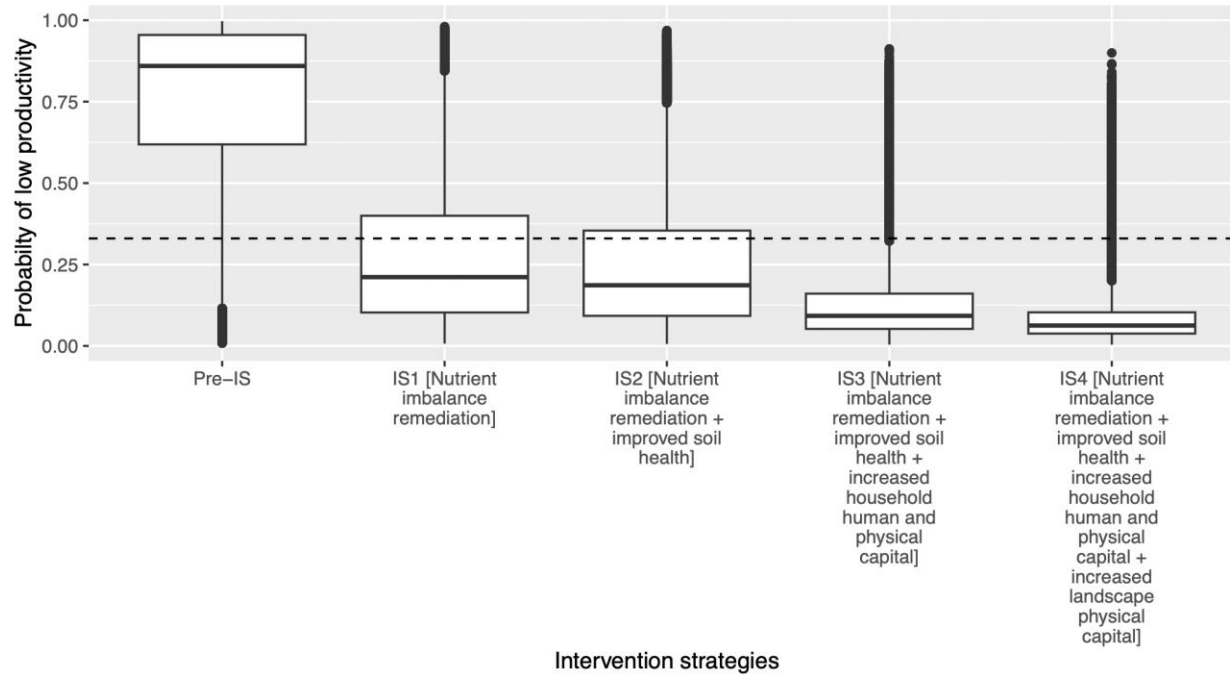 Probabilty of low productivity
1.00
0.75
0.50
0.25
0.00
Pre−IS
IS1 [Nutrient
imbalance
remediation]
IS2 [Nutrient
imbalance
remediation +
improved soil
health]
IS3 [Nutrient
imbalance
remediation +
improved soil
health +
increased
household
human and
physical
capital]
IS4 [Nutrient
imbalance
remediation +
improved soil
health +
increased
household
human and
physical
capital +
increased
landscape
physical
capital]
Intervention strategies